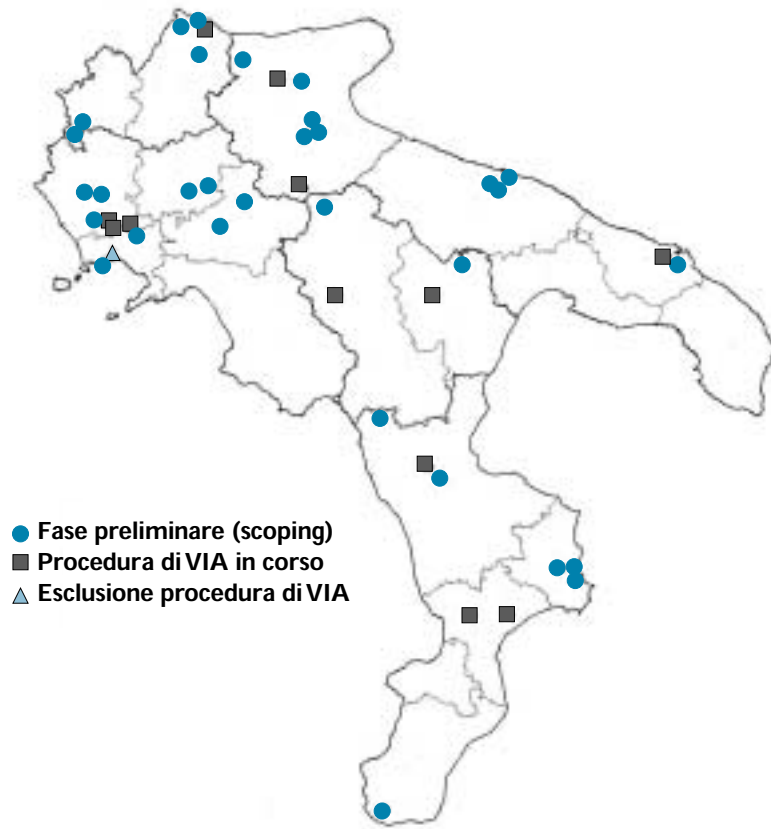 Fase preliminare (scoping)
Procedura di VIA in corso
Esclusione procedura di VIA